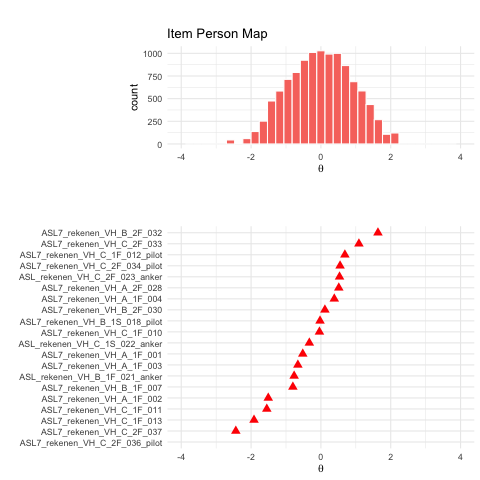 Item Person Map
count
1000
750
500
250
0
-4 -2 0 2 4
θ
ASL7_rekenen_VH_B_2F_032
ASL7_rekenen_VH_C_2F_033
ASL7_rekenen_VH_C_1F_012_pilot
ASL7_rekenen_VH_C_2F_034_pilot
ASL_rekenen_VH_C_2F_023_anker
ASL7_rekenen_VH_A_2F_028
ASL7_rekenen_VH_A_1F_004
ASL7_rekenen_VH_B_2F_030
ASL7_rekenen_VH_B_1S_018_pilot
ASL7_rekenen_VH_C_1F_010
ASL_rekenen_VH_C_1S_022_anker
ASL7_rekenen_VH_A_1F_001
ASL7_rekenen_VH_A_1F_003
ASL_rekenen_VH_B_1F_021_anker
ASL7_rekenen_VH_B_1F_007
ASL7_rekenen_VH_A_1F_002
ASL7_rekenen_VH_C_1F_011
ASL7_rekenen_VH_C_1F_013
ASL7_rekenen_VH_C_2F_037
ASL7_rekenen_VH_C_2F_036_pilot
-4 -2 0 2 4
θ